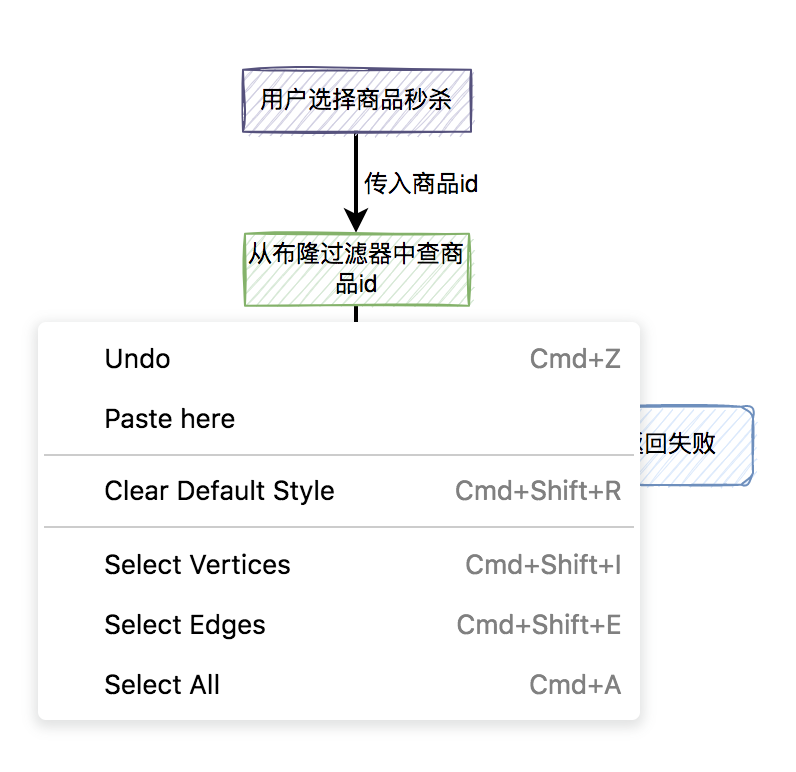 用户选择商品秒杀
传入商品id
从布隆过滤器中查商
品id
Undo Cmd+Z
Paste here
回失败
Clear Default Style Cmd+Shift+R
Select Vertices Cmd+Shift+I
Select Edges Cmd+Shift+E
Select All Cmd+A